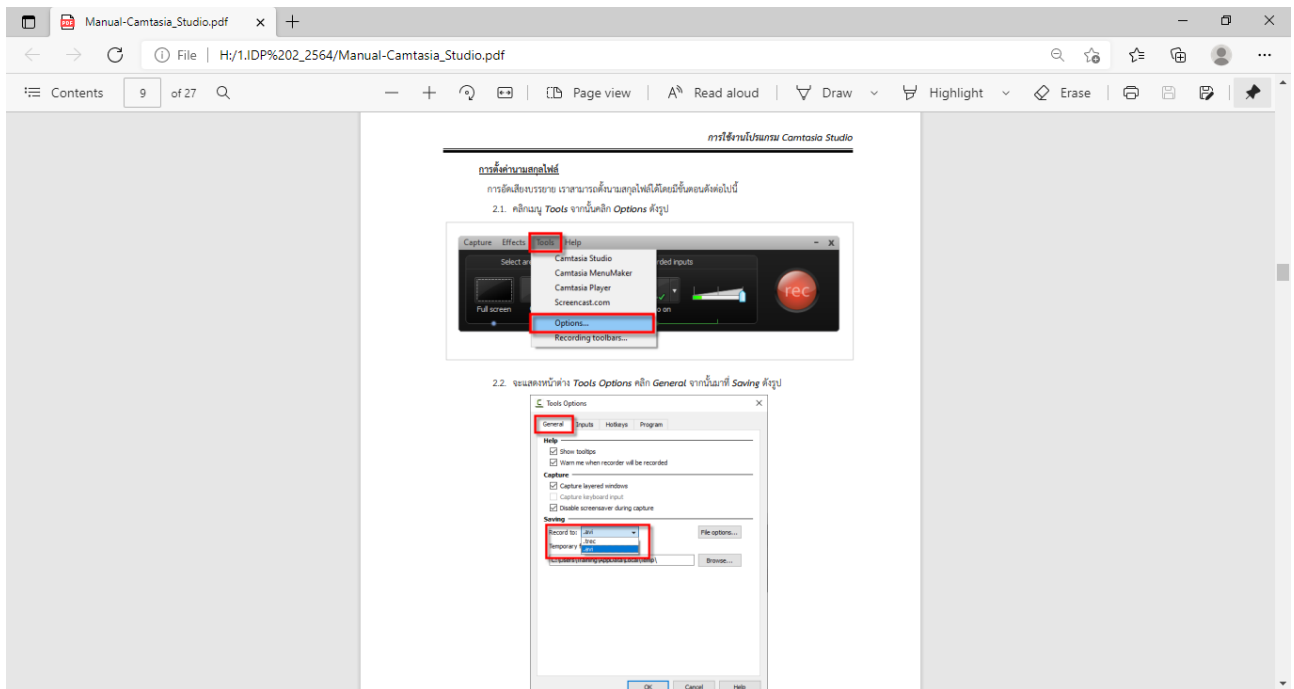 Manual-Camtasia_Studio.pdf
File | H:/1.IDP%202_2564/Manual-Camtasia_Studio.pdf
Contents 9 of 27 Page view Read aloud Draw Highlight Erase
การใช้งานโปรแกรม Camtasia Studio
การตั้งค่านามสกุลไฟล์
การอัดเสียงบรรยาย เราสามารถตั้งนามสกุลไฟล์ได้โดยมีขั้นตอนดังต่อไปนี้
2.1. คลิกเมนู Tools จากนั้นคลิก Options ดังรูป
Capture Effects Tools Help
Select are
rded inputs
Camtasia Studio
Camtasia MenuMaker
Camtasia Player
Screencast.com
Options...
Recording toolbars...
Full screen
o on
rec
2.2. จะแสดงหน้าต่าง Tools Options คลิก General จากนั้นมาที่ Saving ดังรูป
Tools Options
General Inputs Hotkeys Program
Help
Show tooltips
Warn me when recorder will be recorded
Capture
Capture layered windows
Capture keyboard input
Disable screensaver during capture
Saving
Record to: .avi File options...
.trec
Temporary .avi
Browse...
OK Cancel Help